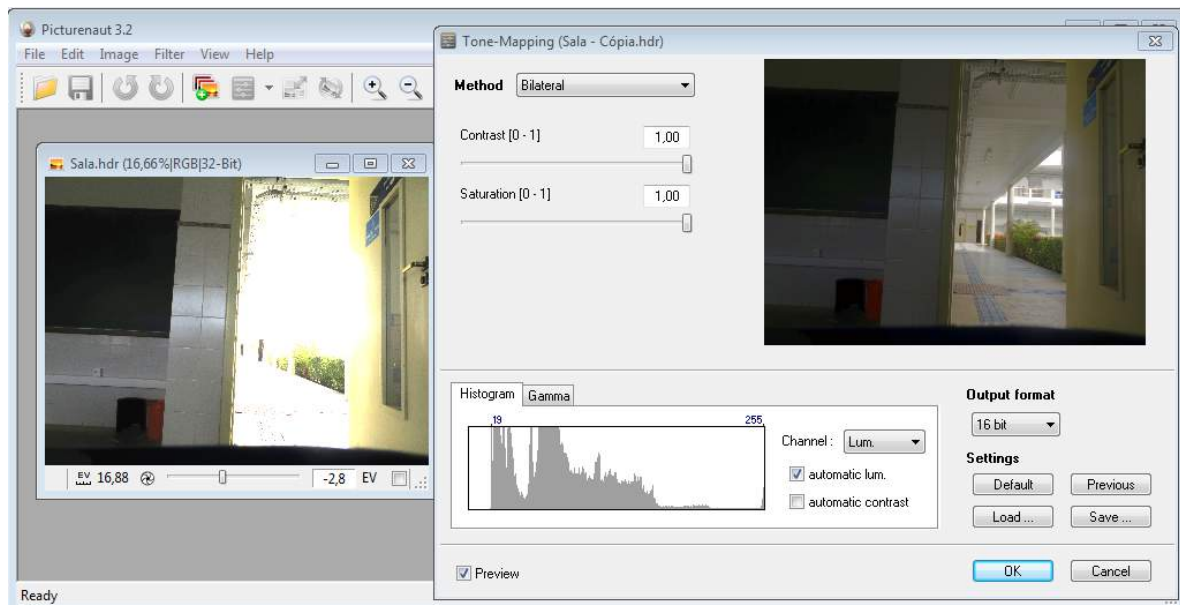 Picturenaut 3.2
File Edit Image Filter View Help
Sala.hdr (16,66%|RGB|32-Bit)
EV 16,88 -2,8 EV
Ready
Tone-Mapping (Sala - Cópia.hdr)
Method Bilateral
Contrast [0 - 1] 1,00
Saturation [0 - 1] 1,00
Histogram Gamma
19 255
Channel : Lum.
automatic lum.
automatic contrast
Output format
16 bit
Settings
Default Previous
Load ... Save ...
Preview
OK Cancel